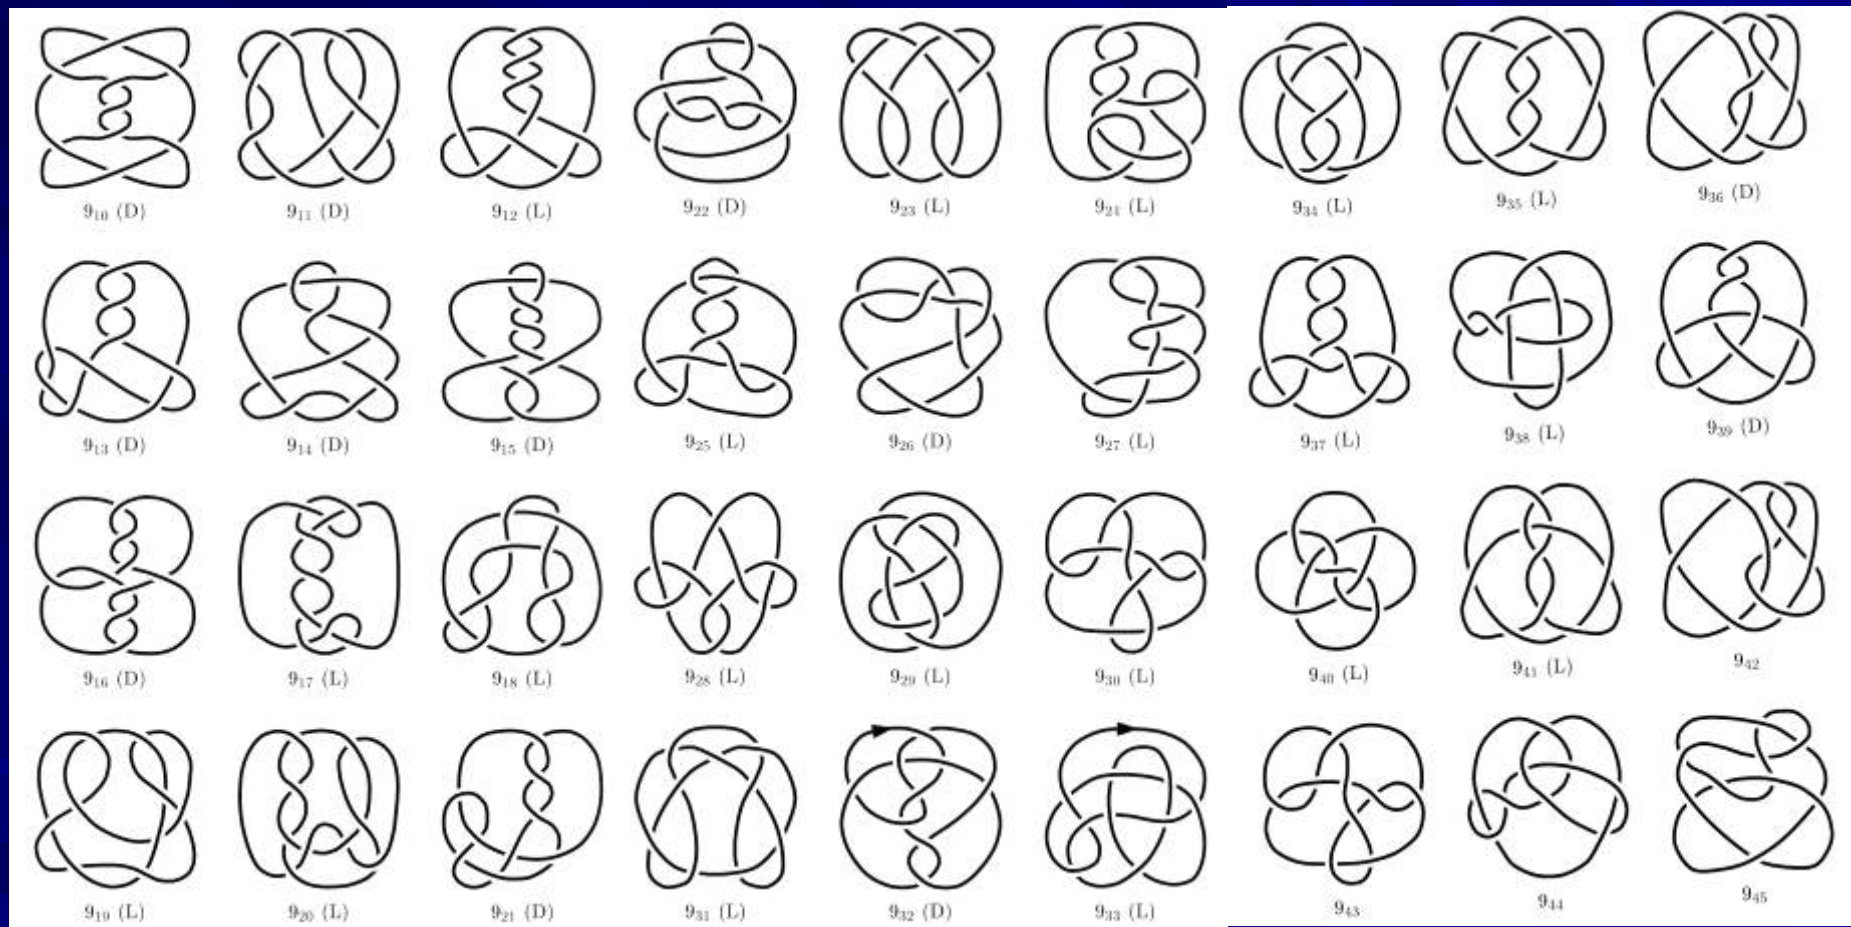 9₁₀ (D) 9₁₁ (D) 9₁₂ (L) 9₂₂ (D) 9₂₃ (L) 9₂₄ (L) 9₃₄ (L) 9₃₅ (L) 9₃₆ (D)
9₁₃ (D) 9₁₄ (D) 9₁₅ (D) 9₂₅ (L) 9₂₆ (D) 9₂₇ (L) 9₃₇ (L) 9₃₈ (L) 9₃₉ (D)
9₁₆ (D) 9₁₇ (L) 9₁₈ (L) 9₂₈ (L) 9₂₉ (L) 9₃₀ (L) 9₄₀ (L) 9₄₁ (L) 9₄₂
9₁₉ (L) 9₂₀ (L) 9₂₁ (D) 9₃₁ (L) 9₃₂ (D) 9₃₃ (L) 9₄₃ 9₄₄ 9₄₅